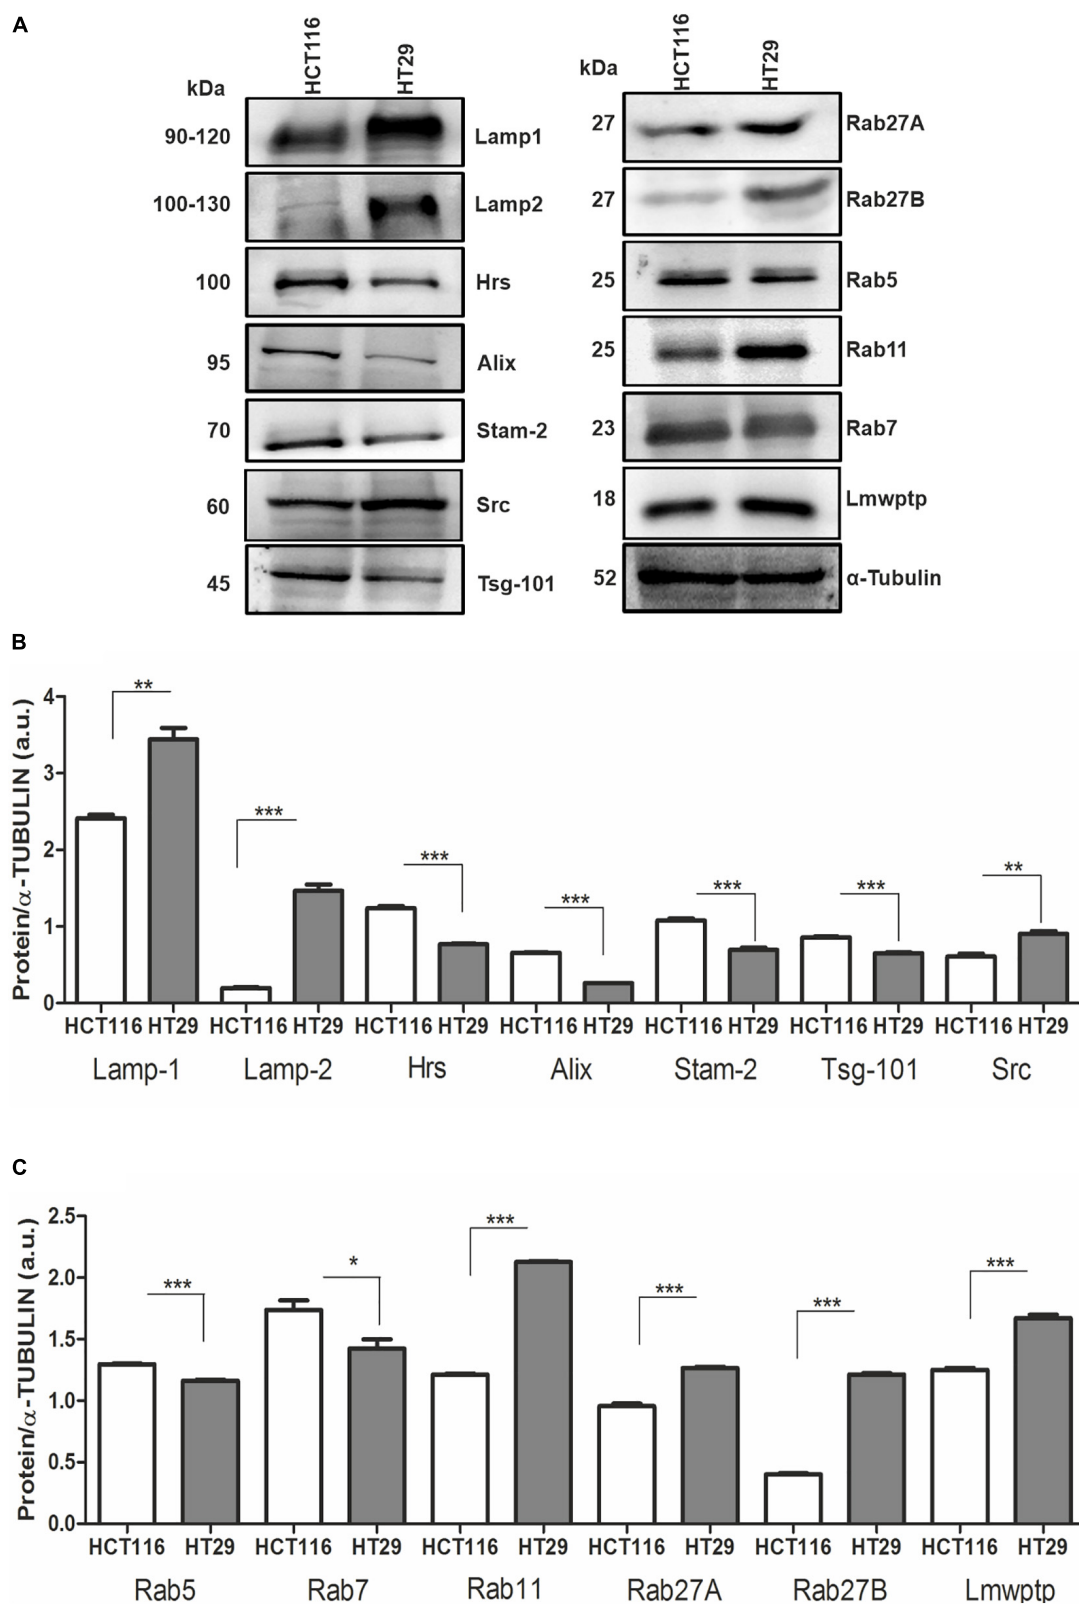 A
kDa
HCT116
HT29
90-120
Lamp1
100-130
Lamp2
100
Hrs
95
Alix
70
Stam-2
60
Src
45
Tsg-101
kDa
HCT116
HT29
27
Rab27A
27
Rab27B
25
Rab5
25
Rab11
23
Rab7
18
Lmwptp
52
α-Tubulin
B
Protein/α-TUBULIN (a.u.)
4
3
2
1
0
**
***
***
***
***
***
**
HCT116 HT29 HCT116 HT29 HCT116 HT29 HCT116 HT29 HCT116 HT29 HCT116 HT29 HCT116 HT29
Lamp-1 Lamp-2 Hrs Alix Stam-2 Tsg-101 Src
C
Protein/α-TUBULIN (a.u.)
2.5
2.0
1.5
1.0
0.5
0.0
***
*
***
***
***
***
HCT116 HT29 HCT116 HT29 HCT116 HT29 HCT116 HT29 HCT116 HT29 HCT116 HT29
Rab5 Rab7 Rab11 Rab27A Rab27B Lmwptp